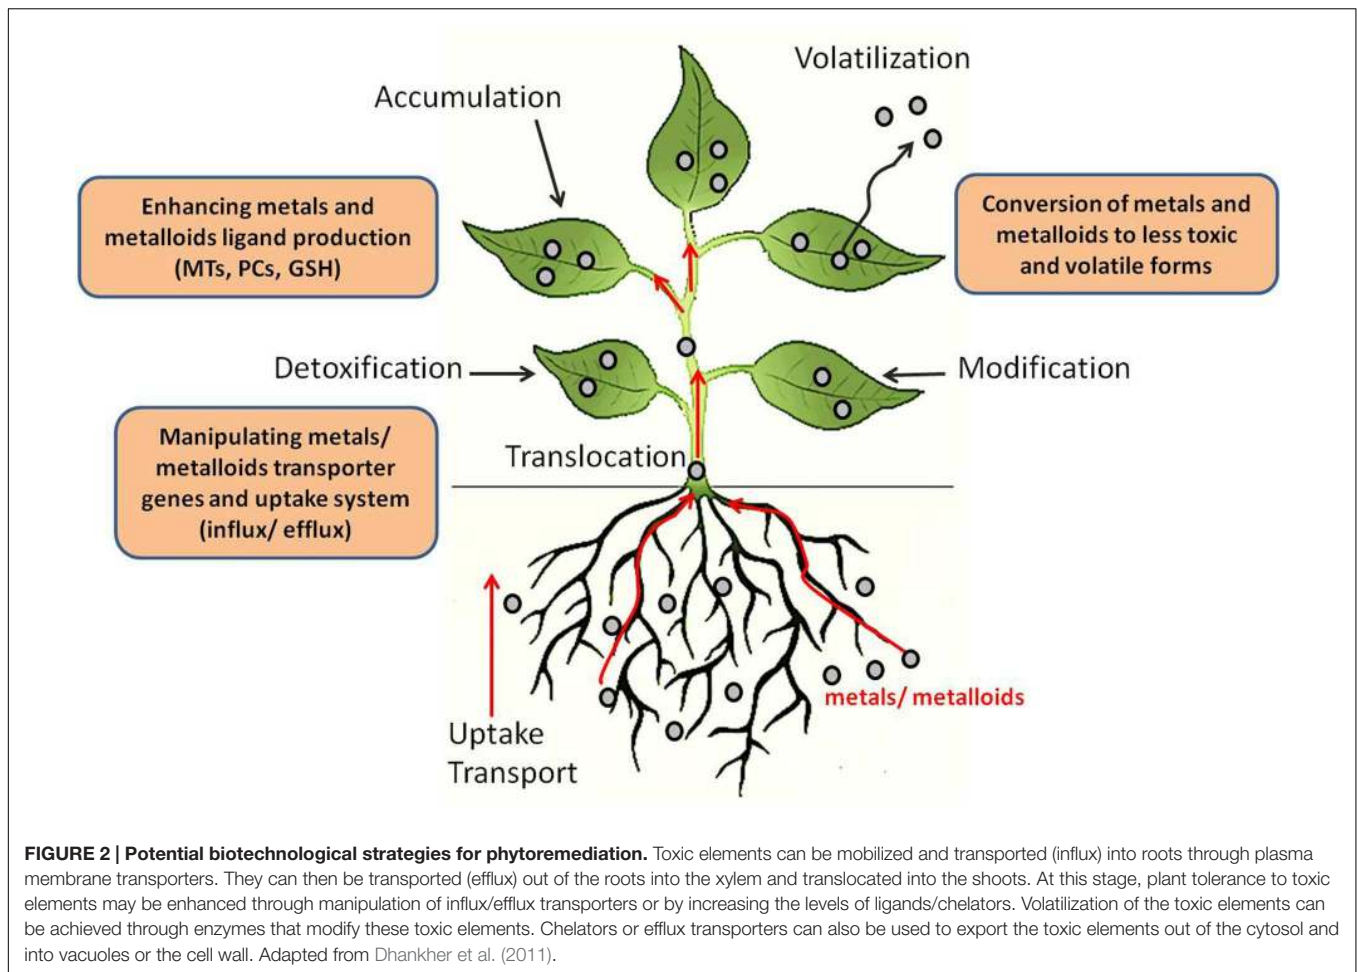 Volatilization
Accumulation
Enhancing metals and
metalloids ligand production
(MTs, PCs, GSH)
Conversion of metals and
metalloids to less toxic
and volatile forms
Detoxification
Modification
Manipulating metals/
metalloids transporter
genes and uptake system
(influx/ efflux)
Translocation
metals/ metalloids
Uptake
Transport
FIGURE 2 | Potential biotechnological strategies for phytoremediation. Toxic elements can be mobilized and transported (influx) into roots through plasma
membrane transporters. They can then be transported (efflux) out of the roots into the xylem and translocated into the shoots. At this stage, plant tolerance to toxic
elements may be enhanced through manipulation of influx/efflux transporters or by increasing the levels of ligands/chelators. Volatilization of the toxic elements can
be achieved through enzymes that modify these toxic elements. Chelators or efflux transporters can also be used to export the toxic elements out of the cytosol and
into vacuoles or the cell wall. Adapted from Dhankher et al. (2011).